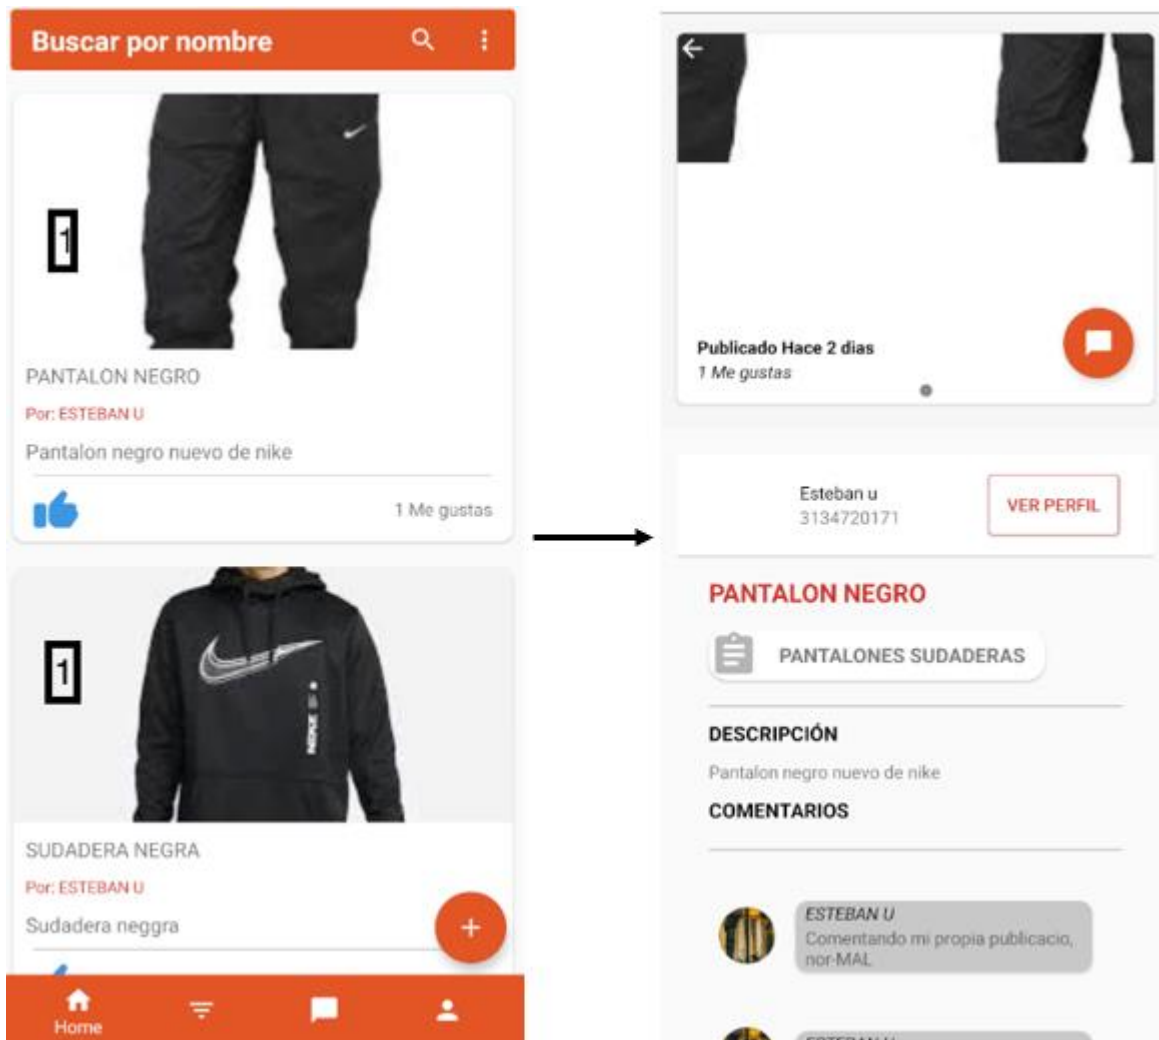 Buscar por nombre
1
PANTALON NEGRO
Por: ESTEBAN U
Pantalon negro nuevo de nike
1 Me gustas
1
NIKE
SUDADERA NEGRA
Por: ESTEBAN U
Sudadera neggra
Home
Publicado Hace 2 dias
1 Me gustas
Esteban u
3134720171
VER PERFIL
PANTALON NEGRO
PANTALONES SUDADERAS
DESCRIPCIÓN
Pantalon negro nuevo de nike
COMENTARIOS
ESTEBAN U
Comentando mi propia publicacio,
nor-MAL
ESTEBAN U